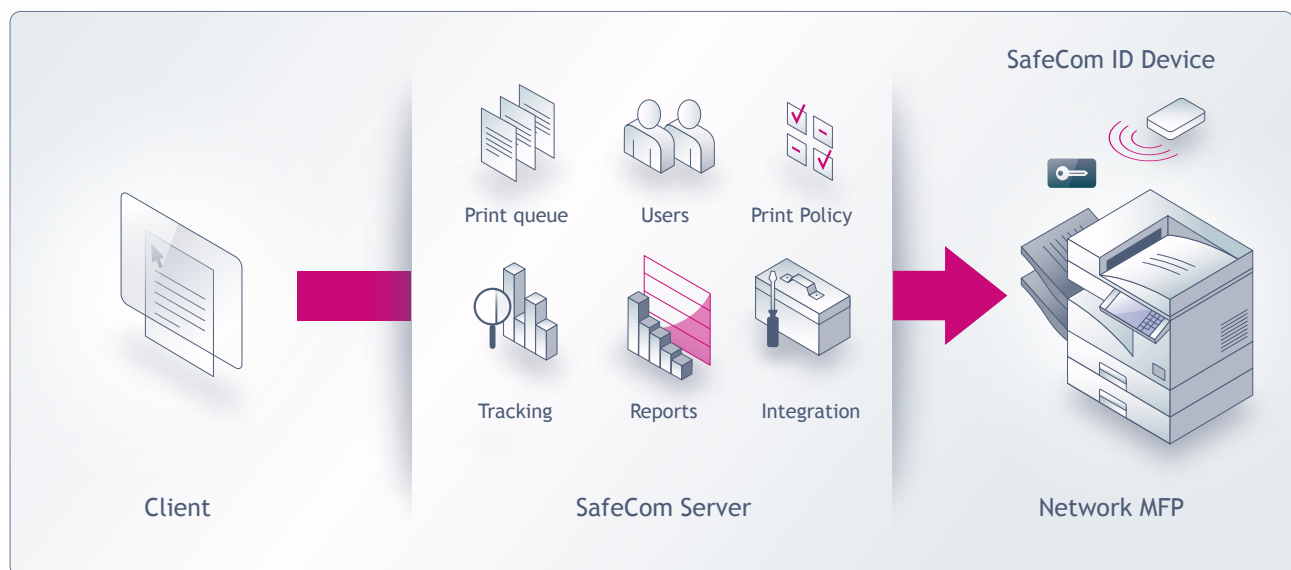 SafeCom ID Device
Print queue
Users
Print Policy
Tracking
Reports
Integration
Client
SafeCom Server
Network MFP